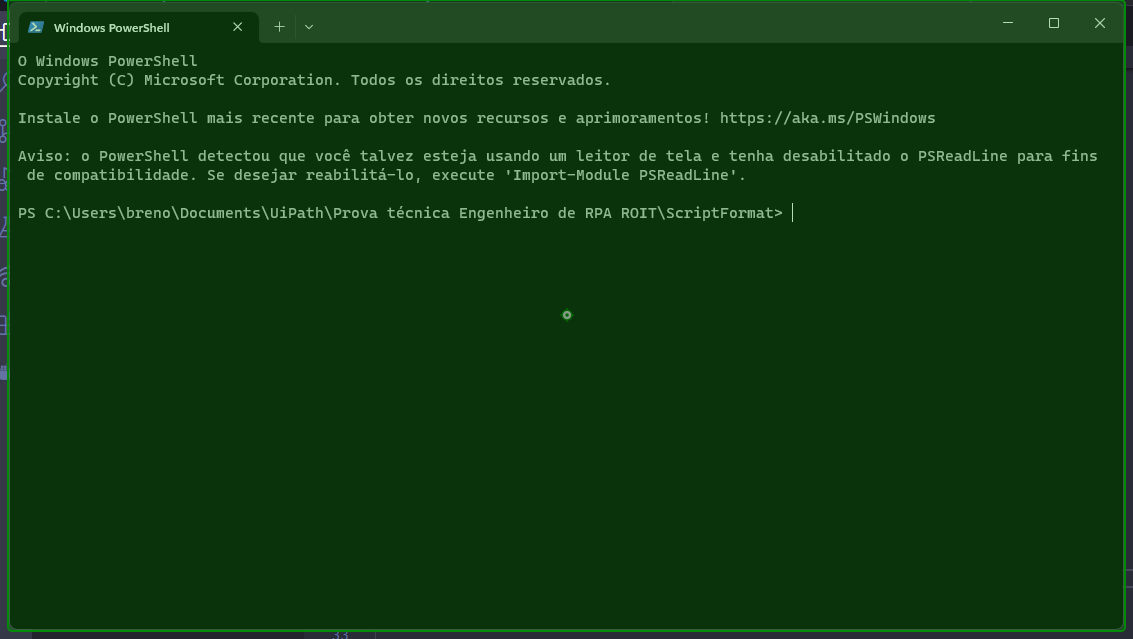 Windows PowerShell
O Windows PowerShell
Copyright (C) Microsoft Corporation. Todos os direitos reservados.
Instale o PowerShell mais recente para obter novos recursos e aprimoramentos! https://aka.ms/PSWindows
Aviso: o PowerShell detectou que você talvez esteja usando um leitor de tela e tenha desabilitado o PSReadLine para fins
de compatibilidade. Se desejar reabilitá-lo, execute 'Import-Module PSReadLine'.
PS C:\Users\breno\Documents\UiPath\Prova técnica Engenheiro de RPA ROIT\ScriptFormat>
33